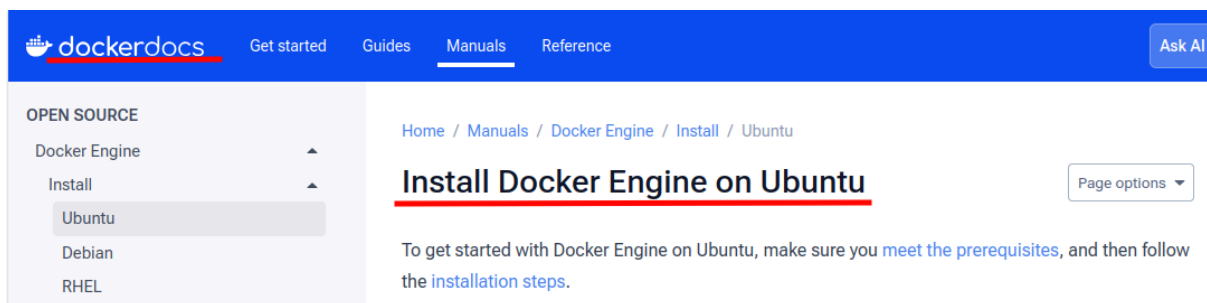 dockerdocs Get started Guides Manuals Reference Ask AI
OPEN SOURCE
Docker Engine
Install
Ubuntu
Debian
RHEL
Home / Manuals / Docker Engine / Install / Ubuntu
Install Docker Engine on Ubuntu
Page options
To get started with Docker Engine on Ubuntu, make sure you meet the prerequisites, and then follow
the installation steps.